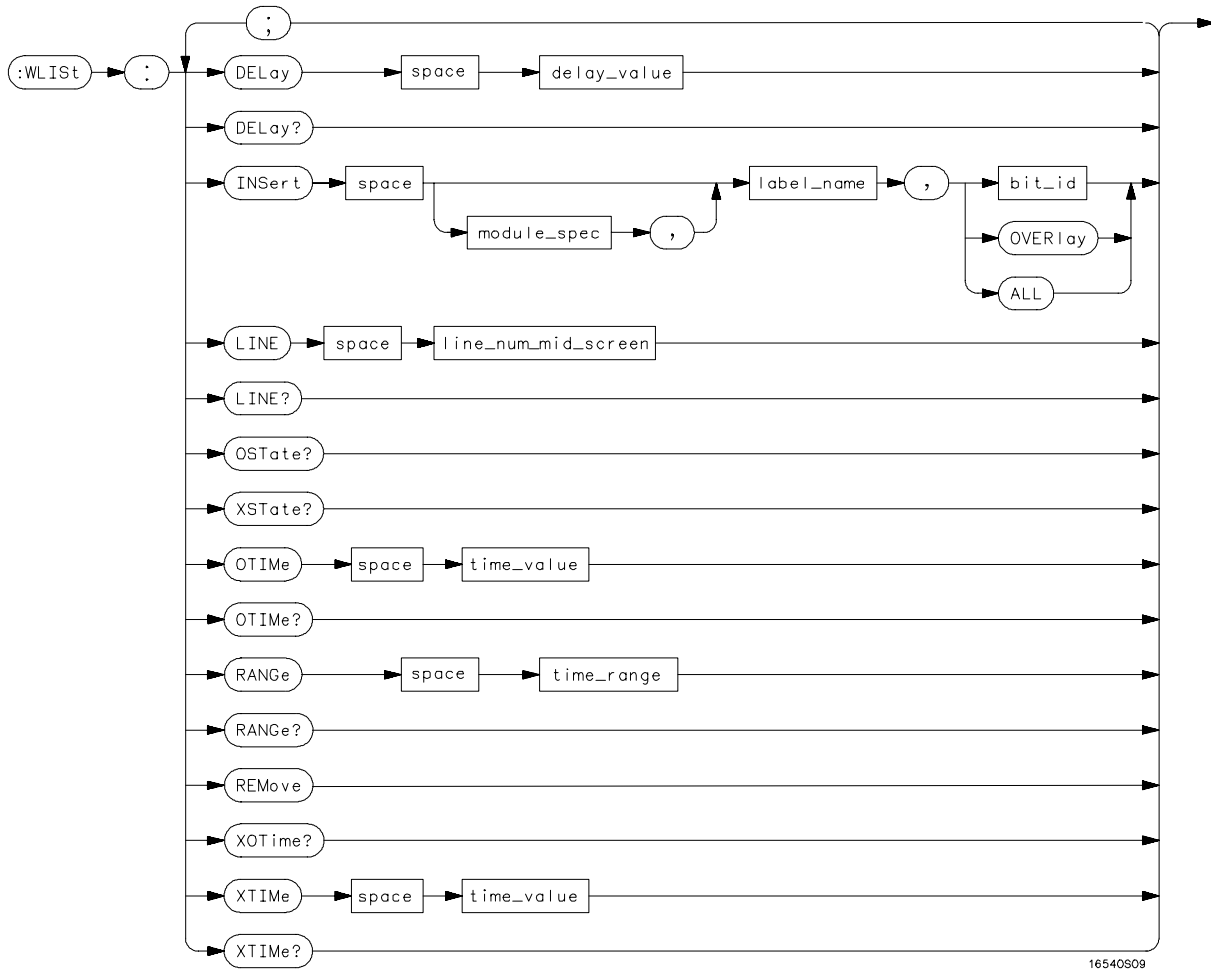 ;
:WLISt : DELay space delay_value
DELay?
INSert space label_name , bit_id
module_spec , OVERlay
ALL
LINE space line_num_mid_screen
LINE?
OSTate?
XSTate?
OTIMe space time_value
OTIMe?
RANGe space time_range
RANGe?
REMove
XOTime?
XTIMe space time_value
XTIMe?
16540S09